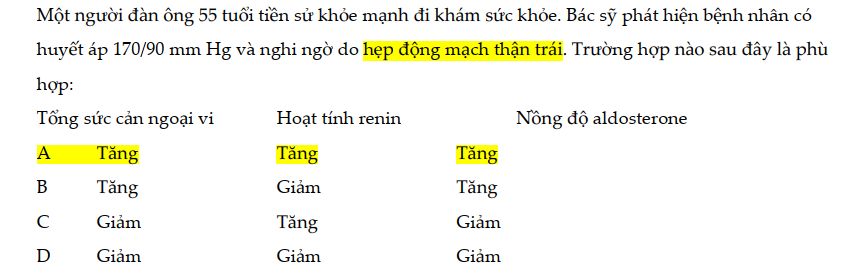 Một người đàn ông 55 tuổi tiền sử khỏe mạnh đi khám sức khỏe. Bác sỹ phát hiện bệnh nhân có
huyết áp 170/90 mm Hg và nghi ngờ do hẹp động mạch thận trái. Trường hợp nào sau đây là phù
hợp:
Tổng sức cản ngoại vi Hoạt tính renin Nồng độ aldosterone
A Tăng Tăng Tăng
B Tăng Giảm Tăng
C Giảm Tăng Giảm
D Giảm Giảm Giảm